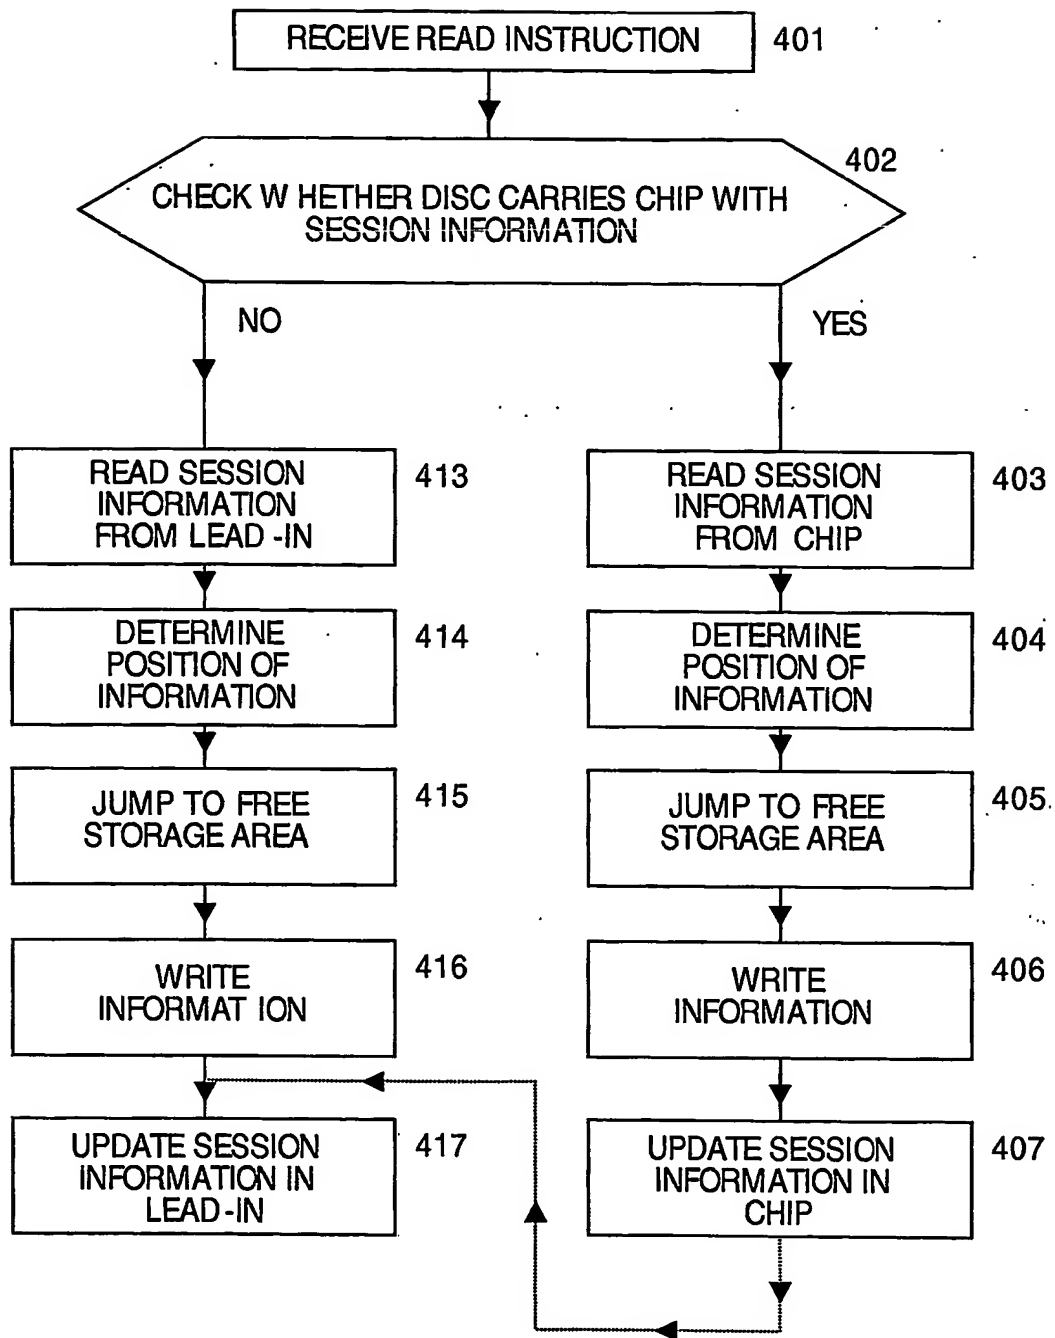 RECEIVE READ INSTRUCTION 401
402
CHECK W HETHER DISC CARRIES CHIP WITH
SESSION INFORMATION
NO
YES
READ SESSION
INFORMATION
FROM LEAD -IN
413
READ SESSION
INFORMATION
FROM CHIP
403
DETERMINE
POSITION OF
INFORMATION
414
DETERMINE
POSITION OF
INFORMATION
404
JUMP TO FREE
STORAGE AREA
415
JUMP TO FREE
STORAGE AREA
405
WRITE
INFORMAT ION
416
WRITE
INFORMATION
406
UPDATE SESSION
INFORMATION IN
LEAD -IN
417
UPDATE SESSION
INFORMATION IN
CHIP
407